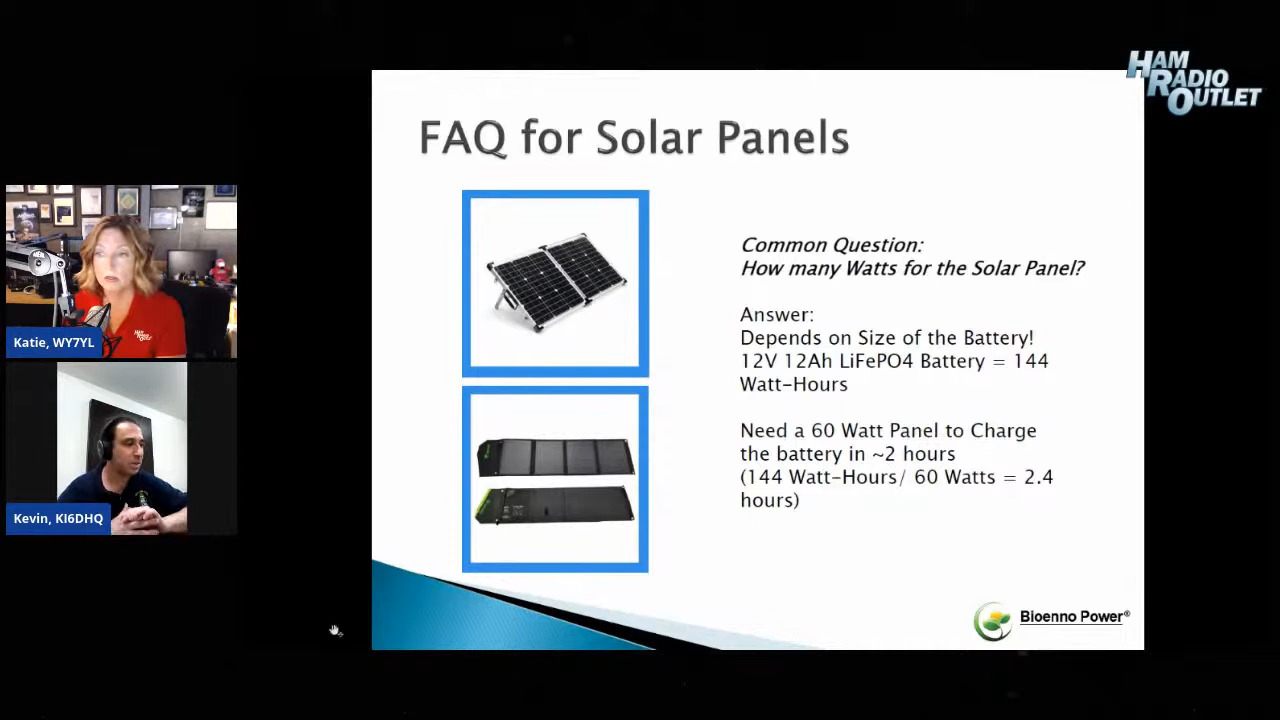 HAM
RADIO
OUTLET
FAQ for Solar Panels
Common Question:
How many Watts for the Solar Panel?
Answer:
Depends on Size of the Battery!
12V 12Ah LiFePO4 Battery = 144
Watt-Hours
Need a 60 Watt Panel to Charge
the battery in ~2 hours
(144 Watt-Hours/ 60 Watts = 2.4
hours)
Katie, WY7YL
Kevin, KI6DHQ
Bioenno Power®